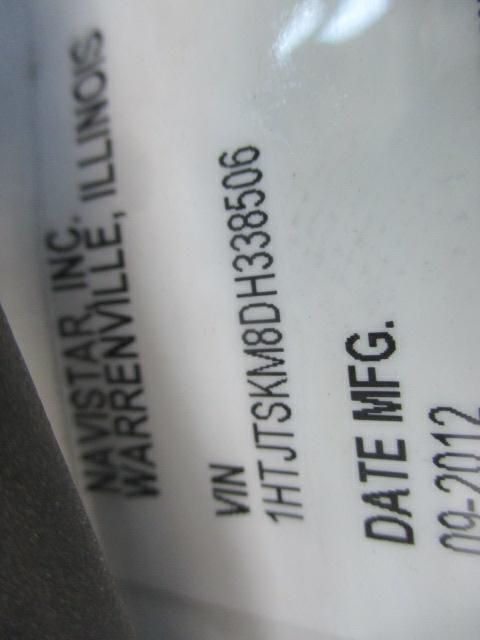 NAVISTAR, INC.
WARRENVILLE, ILLINOIS
VIN
1HTJTSKM8DH338506
DATE MFG.
09-2012